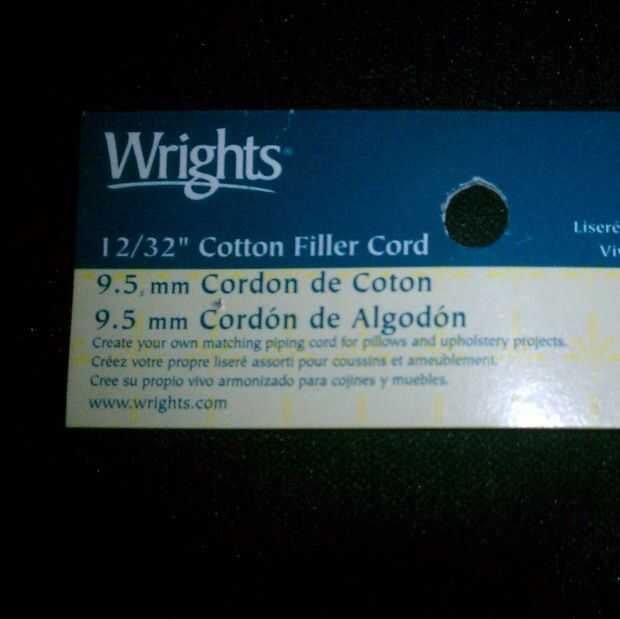 Wrights
Liseré
12/32" Cotton Filler Cord
9.5 mm Cordon de Coton
9.5 mm Cordón de Algodón
Create your own matching piping cord for pillows and upholstery projects.
Créez votre propre liseré assorti pour coussins et ameublement.
Cree su propio vivo armonizado para cojines y muebles.
www.wrights.com